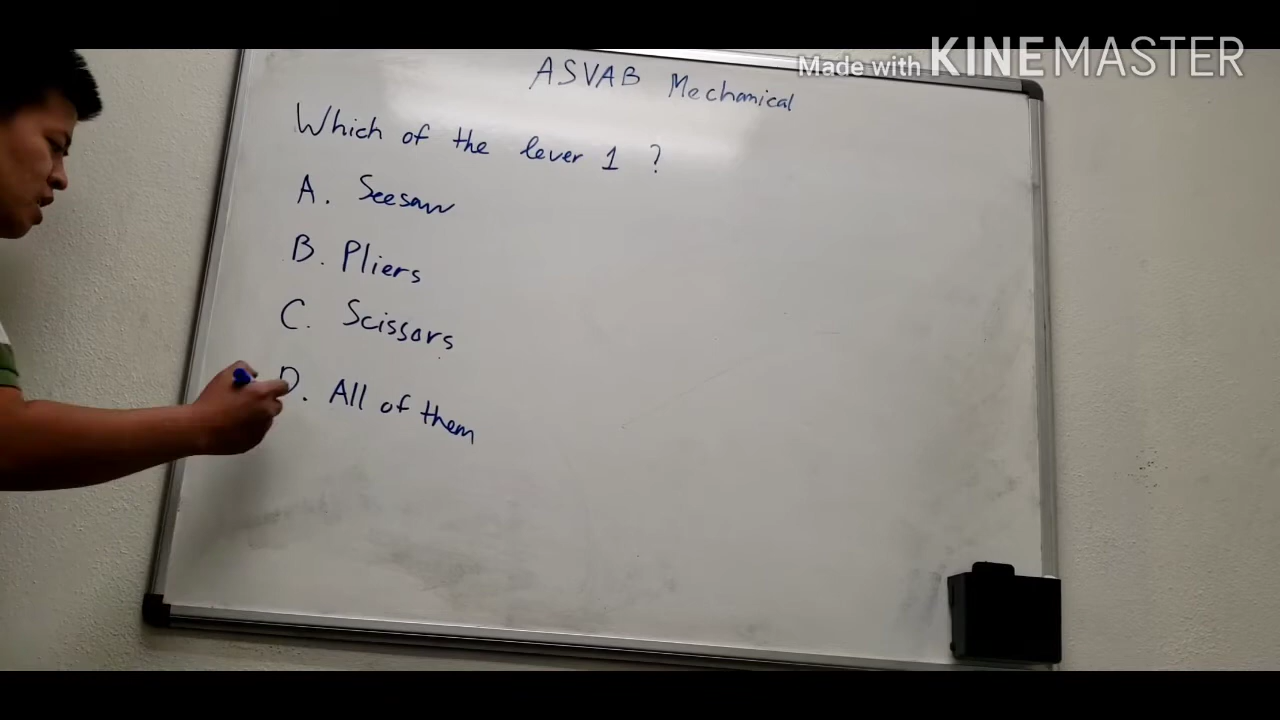 Made with KINEMASTER
ASVAB Mechanical
Which of the lever 1 ?
A. Seesaw
B. Pliers
C. Scissors
D. All of them